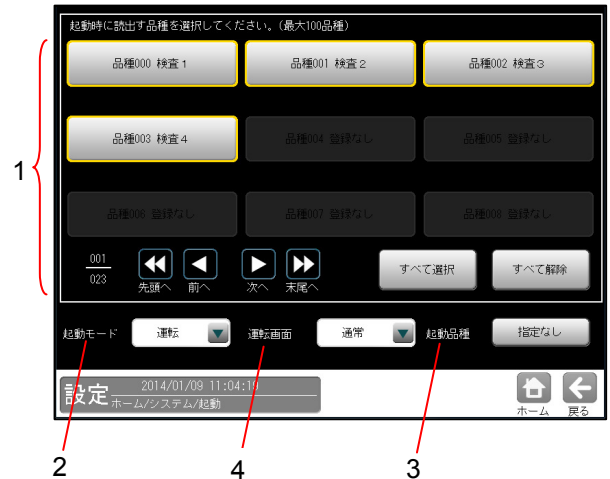 起動時に読出す品種を選択してください。(最大100品種)
品種000 検査1
品種001 検査2
品種002 検査3
品種003 検査4
品種004 登録なし
品種005 登録なし
品種006 登録なし
品種007 登録なし
品種008 登録なし
001
023
先頭へ
前へ
次へ
末尾へ
すべて選択
すべて解除
起動モード
運転
運転画面
通常
起動品種
指定なし
設定
2014/01/09 11:04:19
ホーム/システム/起動
ホーム
戻る
1
2
4
3